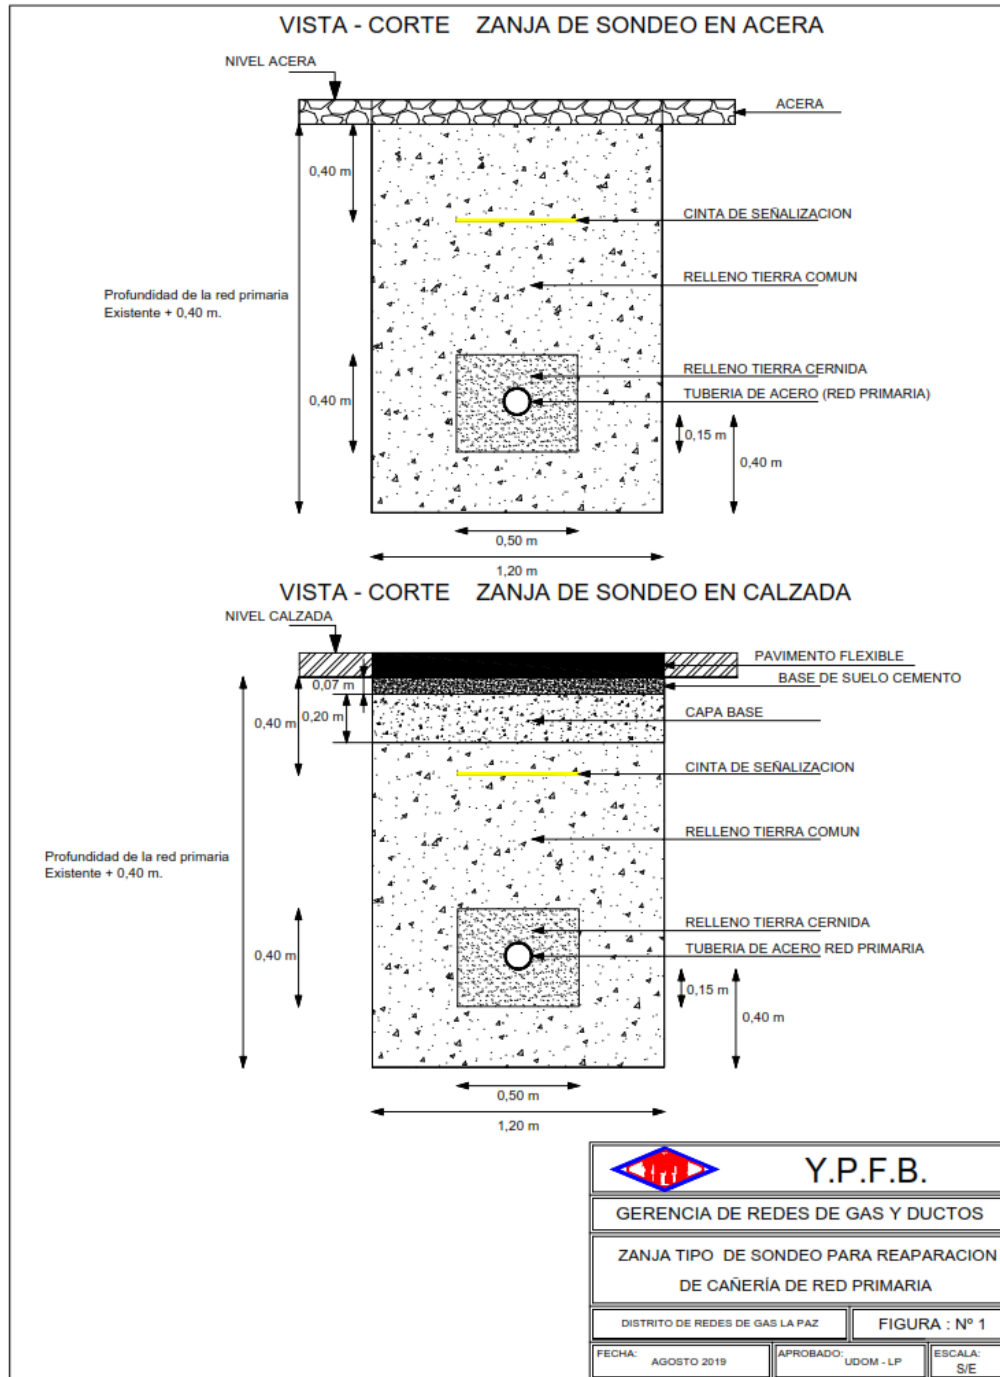 VISTA - CORTE ZANJA DE SONDEO EN ACERA
NIVEL ACERA
ACERA
0,40 m
CINTA DE SEÑALIZACION
RELLENO TIERRA COMUN
Profundidad de la red primaria
Existente + 0,40 m.
RELLENO TIERRA CERNIDA
TUBERIA DE ACERO (RED PRIMARIA)
0,40 m
0,15 m
0,40 m
0,50 m
1,20 m
VISTA - CORTE ZANJA DE SONDEO EN CALZADA
NIVEL CALZADA
PAVIMENTO FLEXIBLE
BASE DE SUELO CEMENTO
0,07 m
0,40 m
0,20 m
CAPA BASE
CINTA DE SEÑALIZACION
RELLENO TIERRA COMUN
Profundidad de la red primaria
Existente + 0,40 m.
RELLENO TIERRA CERNIDA
TUBERIA DE ACERO RED PRIMARIA
0,40 m
0,15 m
0,40 m
0,50 m
1,20 m
Y.P.F.B.
GERENCIA DE REDES DE GAS Y DUCTOS
ZANJA TIPO DE SONDEO PARA REAPARACION
DE CAÑERÍA DE RED PRIMARIA
DISTRITO DE REDES DE GAS LA PAZ
FIGURA : Nº 1
FECHA: AGOSTO 2019
APROBADO: UDOM - LP
ESCALA: S/E